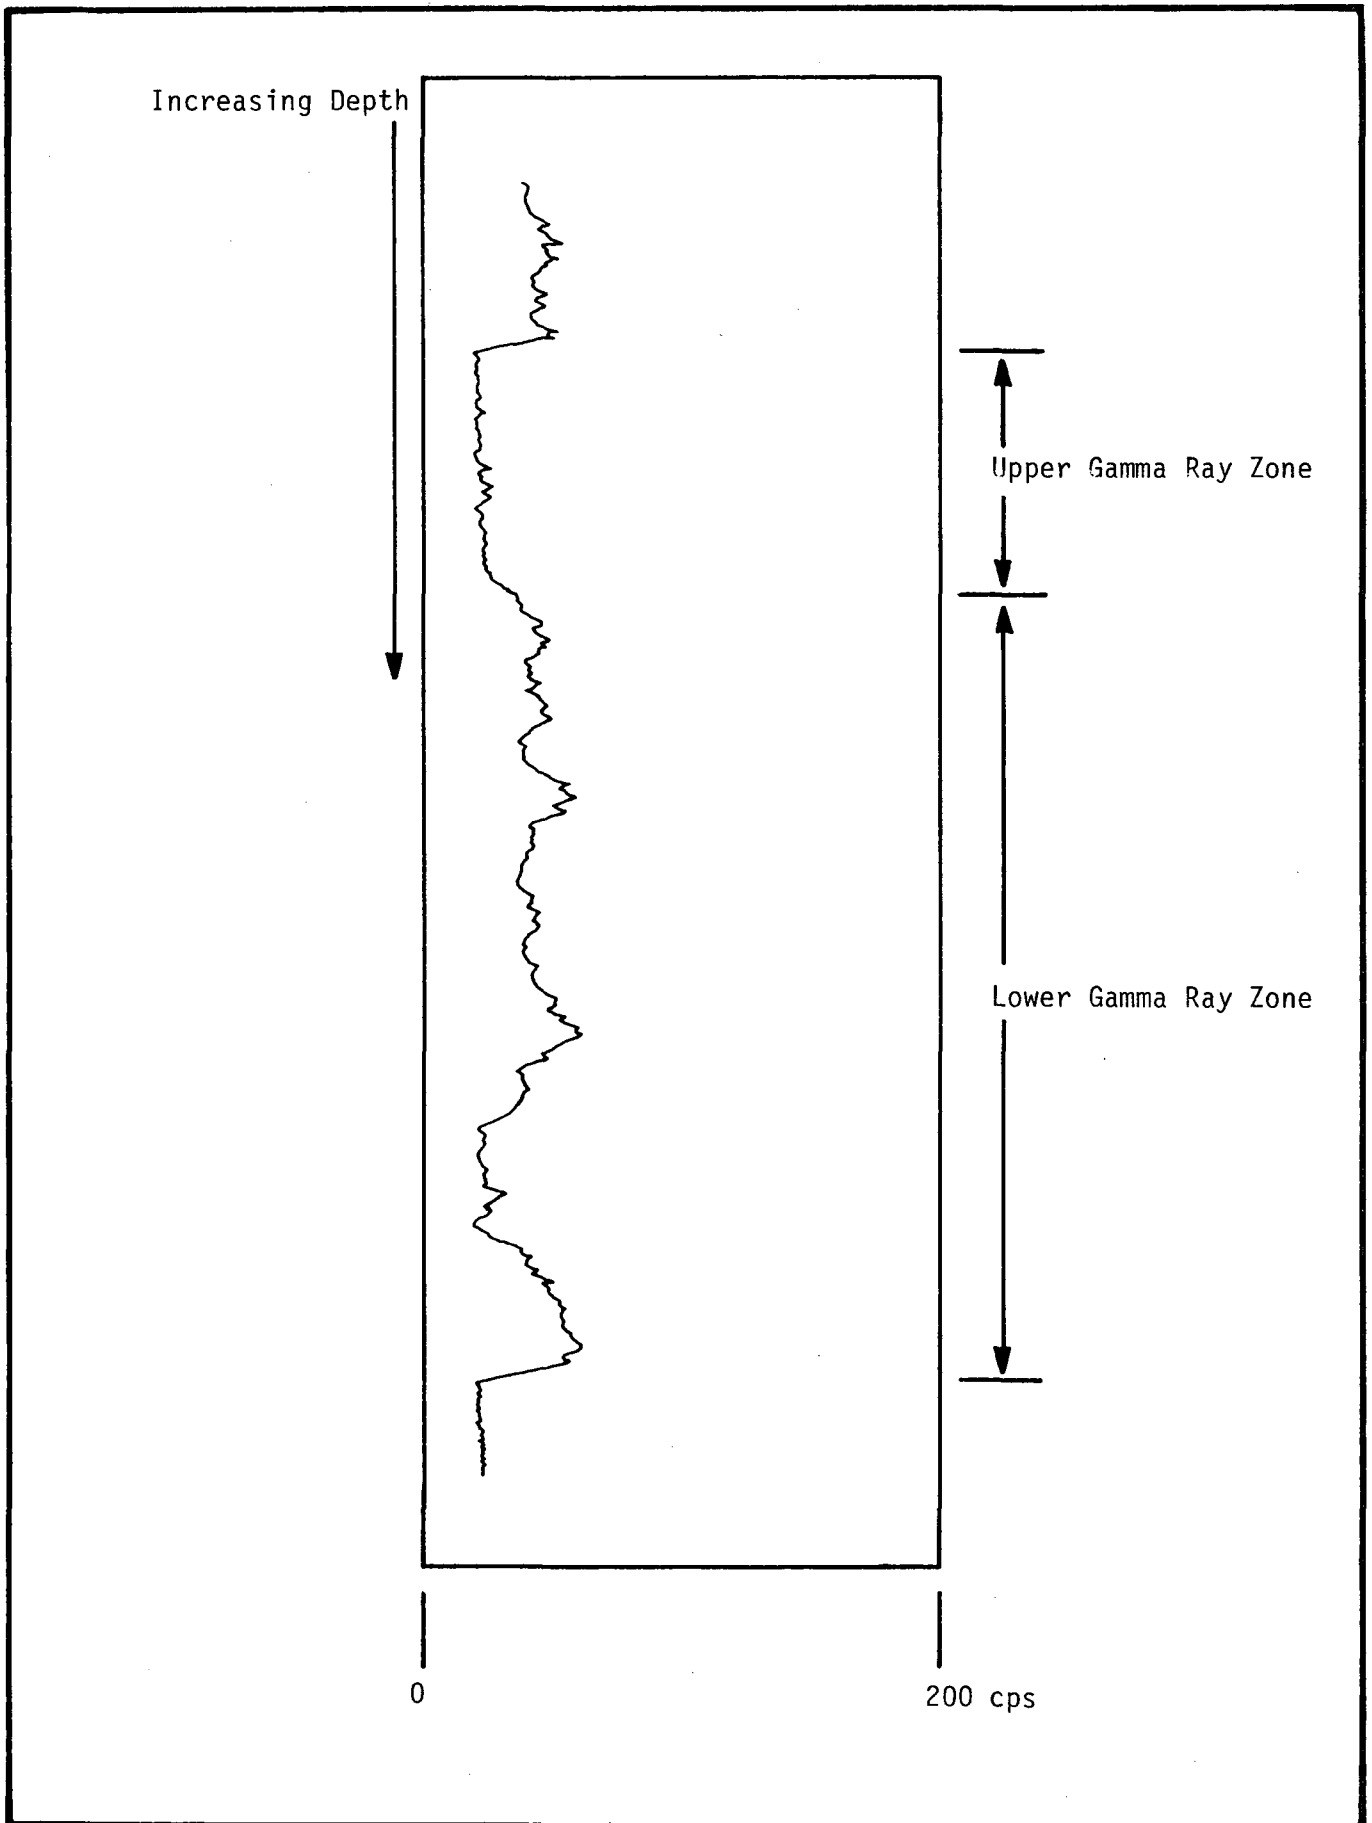 Increasing Depth
Upper Gamma Ray Zone
Lower Gamma Ray Zone
0
200 cps